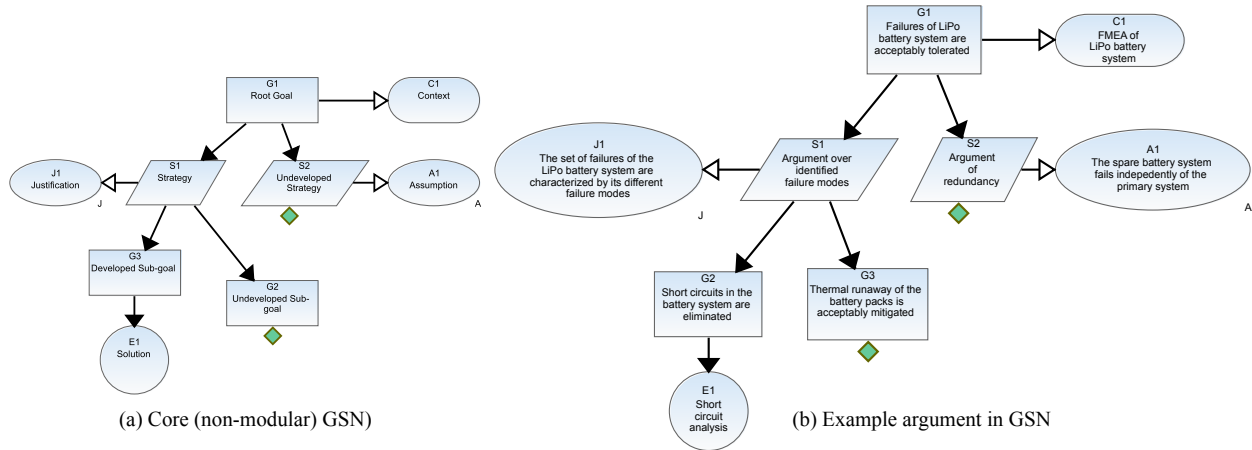 G1
Root Goal
C1
Context
J1
Justification
J
S1
Strategy
S2
Undeveloped
Strategy
A1
Assumption
A
G3
Developed Sub-goal
G2
Undeveloped Sub-
goal
E1
Solution
(a) Core (non-modular) GSN)
G1
Failures of LiPo
battery system are
acceptably tolerated
C1
FMEA of
LiPo battery
system
J1
The set of failures of the
LiPo battery system are
characterized by its different
failure modes
J
S1
Argument over
identified
failure modes
S2
Argument
of
redundancy
A1
The spare battery system
fails indepedently of the
primary system
A
G2
Short circuits in the
battery system are
eliminated
G3
Thermal runaway of the
battery packs is
acceptably mitigated
E1
Short
circuit
analysis
(b) Example argument in GSN